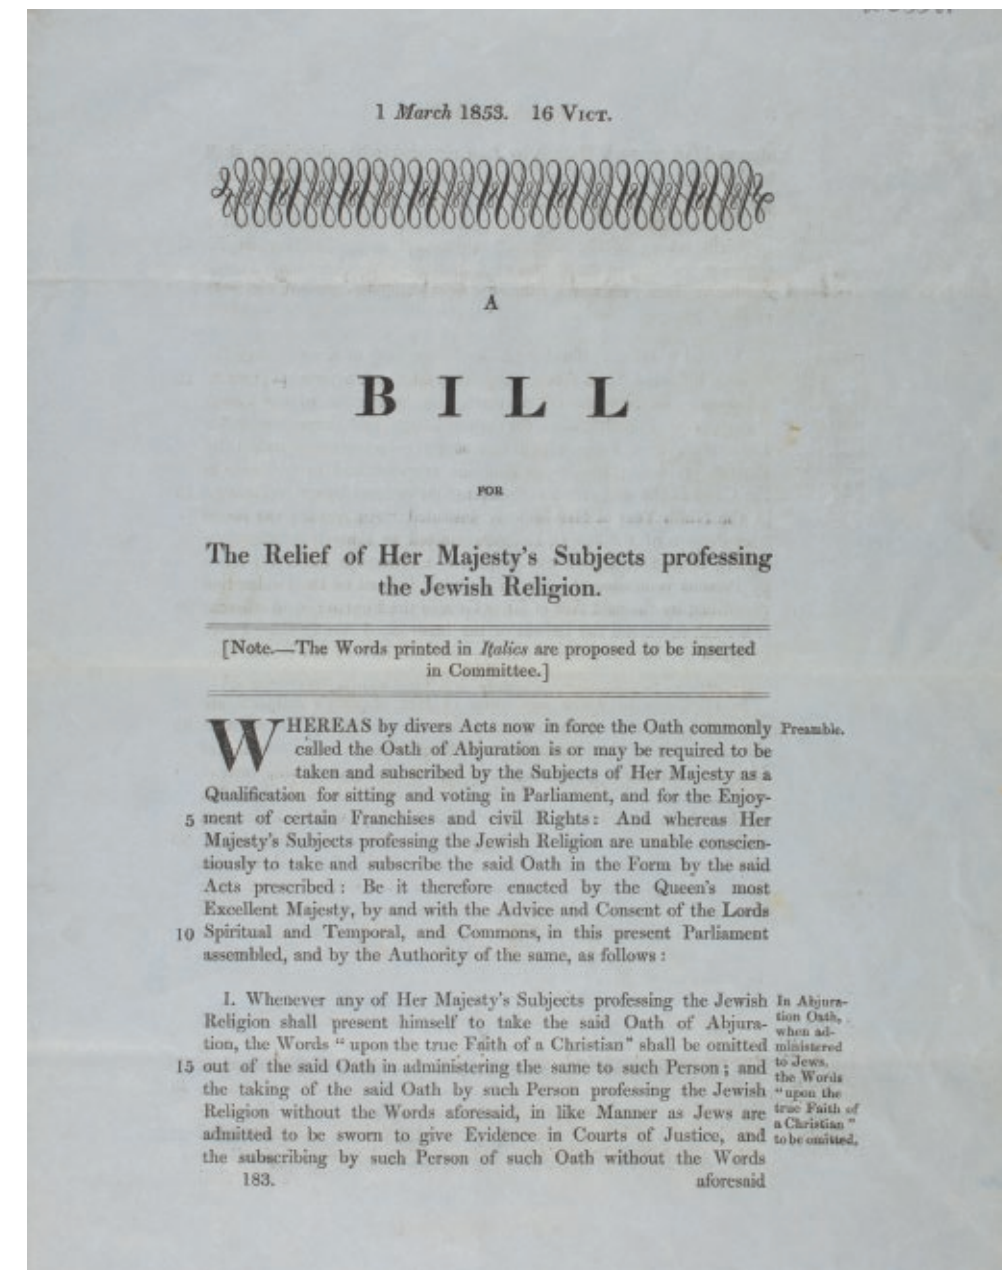 1 March 1853. 16 VICT.
A
BILL
FOR
The Relief of Her Majesty's Subjects professing
the Jewish Religion.
[Note.—The Words printed in Italics are proposed to be inserted
in Committee.]
WHEREAS by divers Acts now in force the Oath commonly
called the Oath of Abjuration is or may be required to be
taken and subscribed by the Subjects of Her Majesty as a
Qualification for sitting and voting in Parliament, and for the Enjoy-
5 ment of certain Franchises and civil Rights: And whereas Her
Majesty's Subjects professing the Jewish Religion are unable conscien-
tiously to take and subscribe the said Oath in the Form by the said
Acts prescribed: Be it therefore enacted by the Queen's most
Excellent Majesty, by and with the Advice and Consent of the Lords
10 Spiritual and Temporal, and Commons, in this present Parliament
assembled, and by the Authority of the same, as follows:
Preamble.
I. Whenever any of Her Majesty's Subjects professing the Jewish
Religion shall present himself to take the said Oath of Abjura-
tion, the Words "upon the true Faith of a Christian" shall be omitted
15 out of the said Oath in administering the same to such Person; and
the taking of the said Oath by such Person professing the Jewish
Religion without the Words aforesaid, in like Manner as Jews are
admitted to be sworn to give Evidence in Courts of Justice, and
the subscribing by such Person of such Oath without the Words
In Abjura-
tion Oath,
when ad-
ministered
to Jews,
the Words
"upon the
true Faith of
a Christian"
to be omitted.
183.
aforesaid